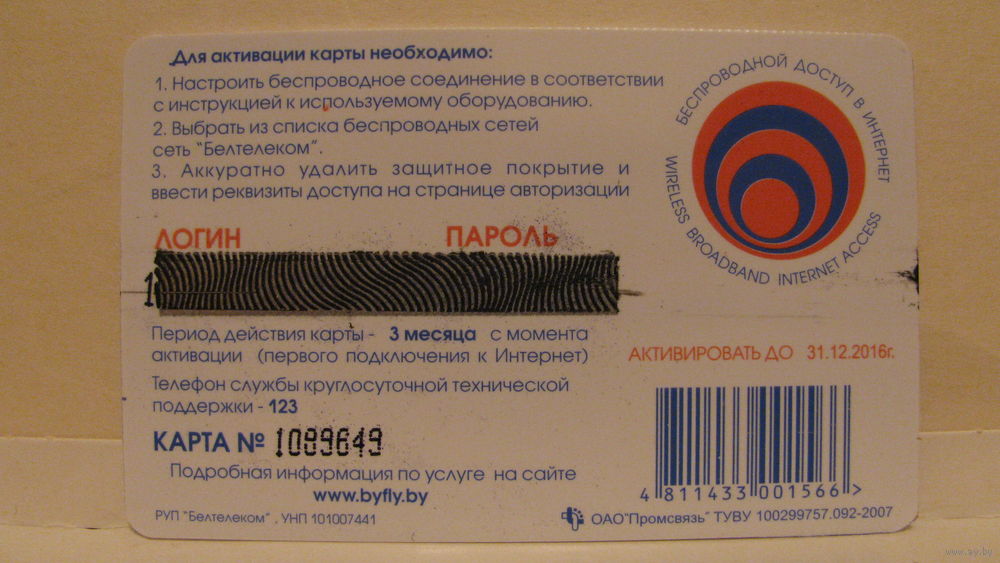 Для активации карты необходимо:
1. Настроить беспроводное соединение в соответствии
с инструкцией к используемому оборудованию.
2. Выбрать из списка беспроводных сетей
сеть "Белтелеком".
3. Аккуратно удалить защитное покрытие и
ввести реквизиты доступа на странице авторизации
БЕСПРОВОДНОЙ ДОСТУП В ИНТЕРНЕТ
WIRELESS BROADBAND INTERNET ACCESS
ЛОГИН ПАРОЛЬ
Период действия карты - 3 месяца с момента
активации (первого подключения к Интернет)
АКТИВИРОВАТЬ ДО 31.12.2016г.
Телефон службы круглосуточной технической
поддержки - 123
КАРТА № 1089649
Подробная информация по услуге на сайте
www.byfly.by
4 811433 001566 >
РУП "Белтелеком" . УНП 101007441
ОАО"Промсвязь" ТУВУ 100299757.092-2007
www.ay.by